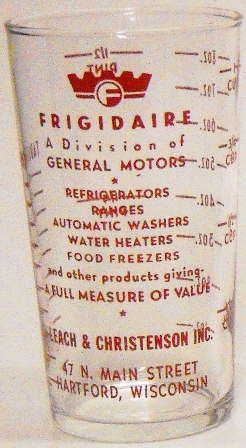 1/2
PINT
F
FRIGIDAIRE
A Division of
GENERAL MOTORS
*
REFRIGERATORS
RANGES
AUTOMATIC WASHERS
WATER HEATERS
FOOD FREEZERS
and other products giving-
A FULL MEASURE OF VALUE
*
LEACH & CHRISTENSON INC.
47 N. MAIN STREET
HARTFORD, WISCONSIN